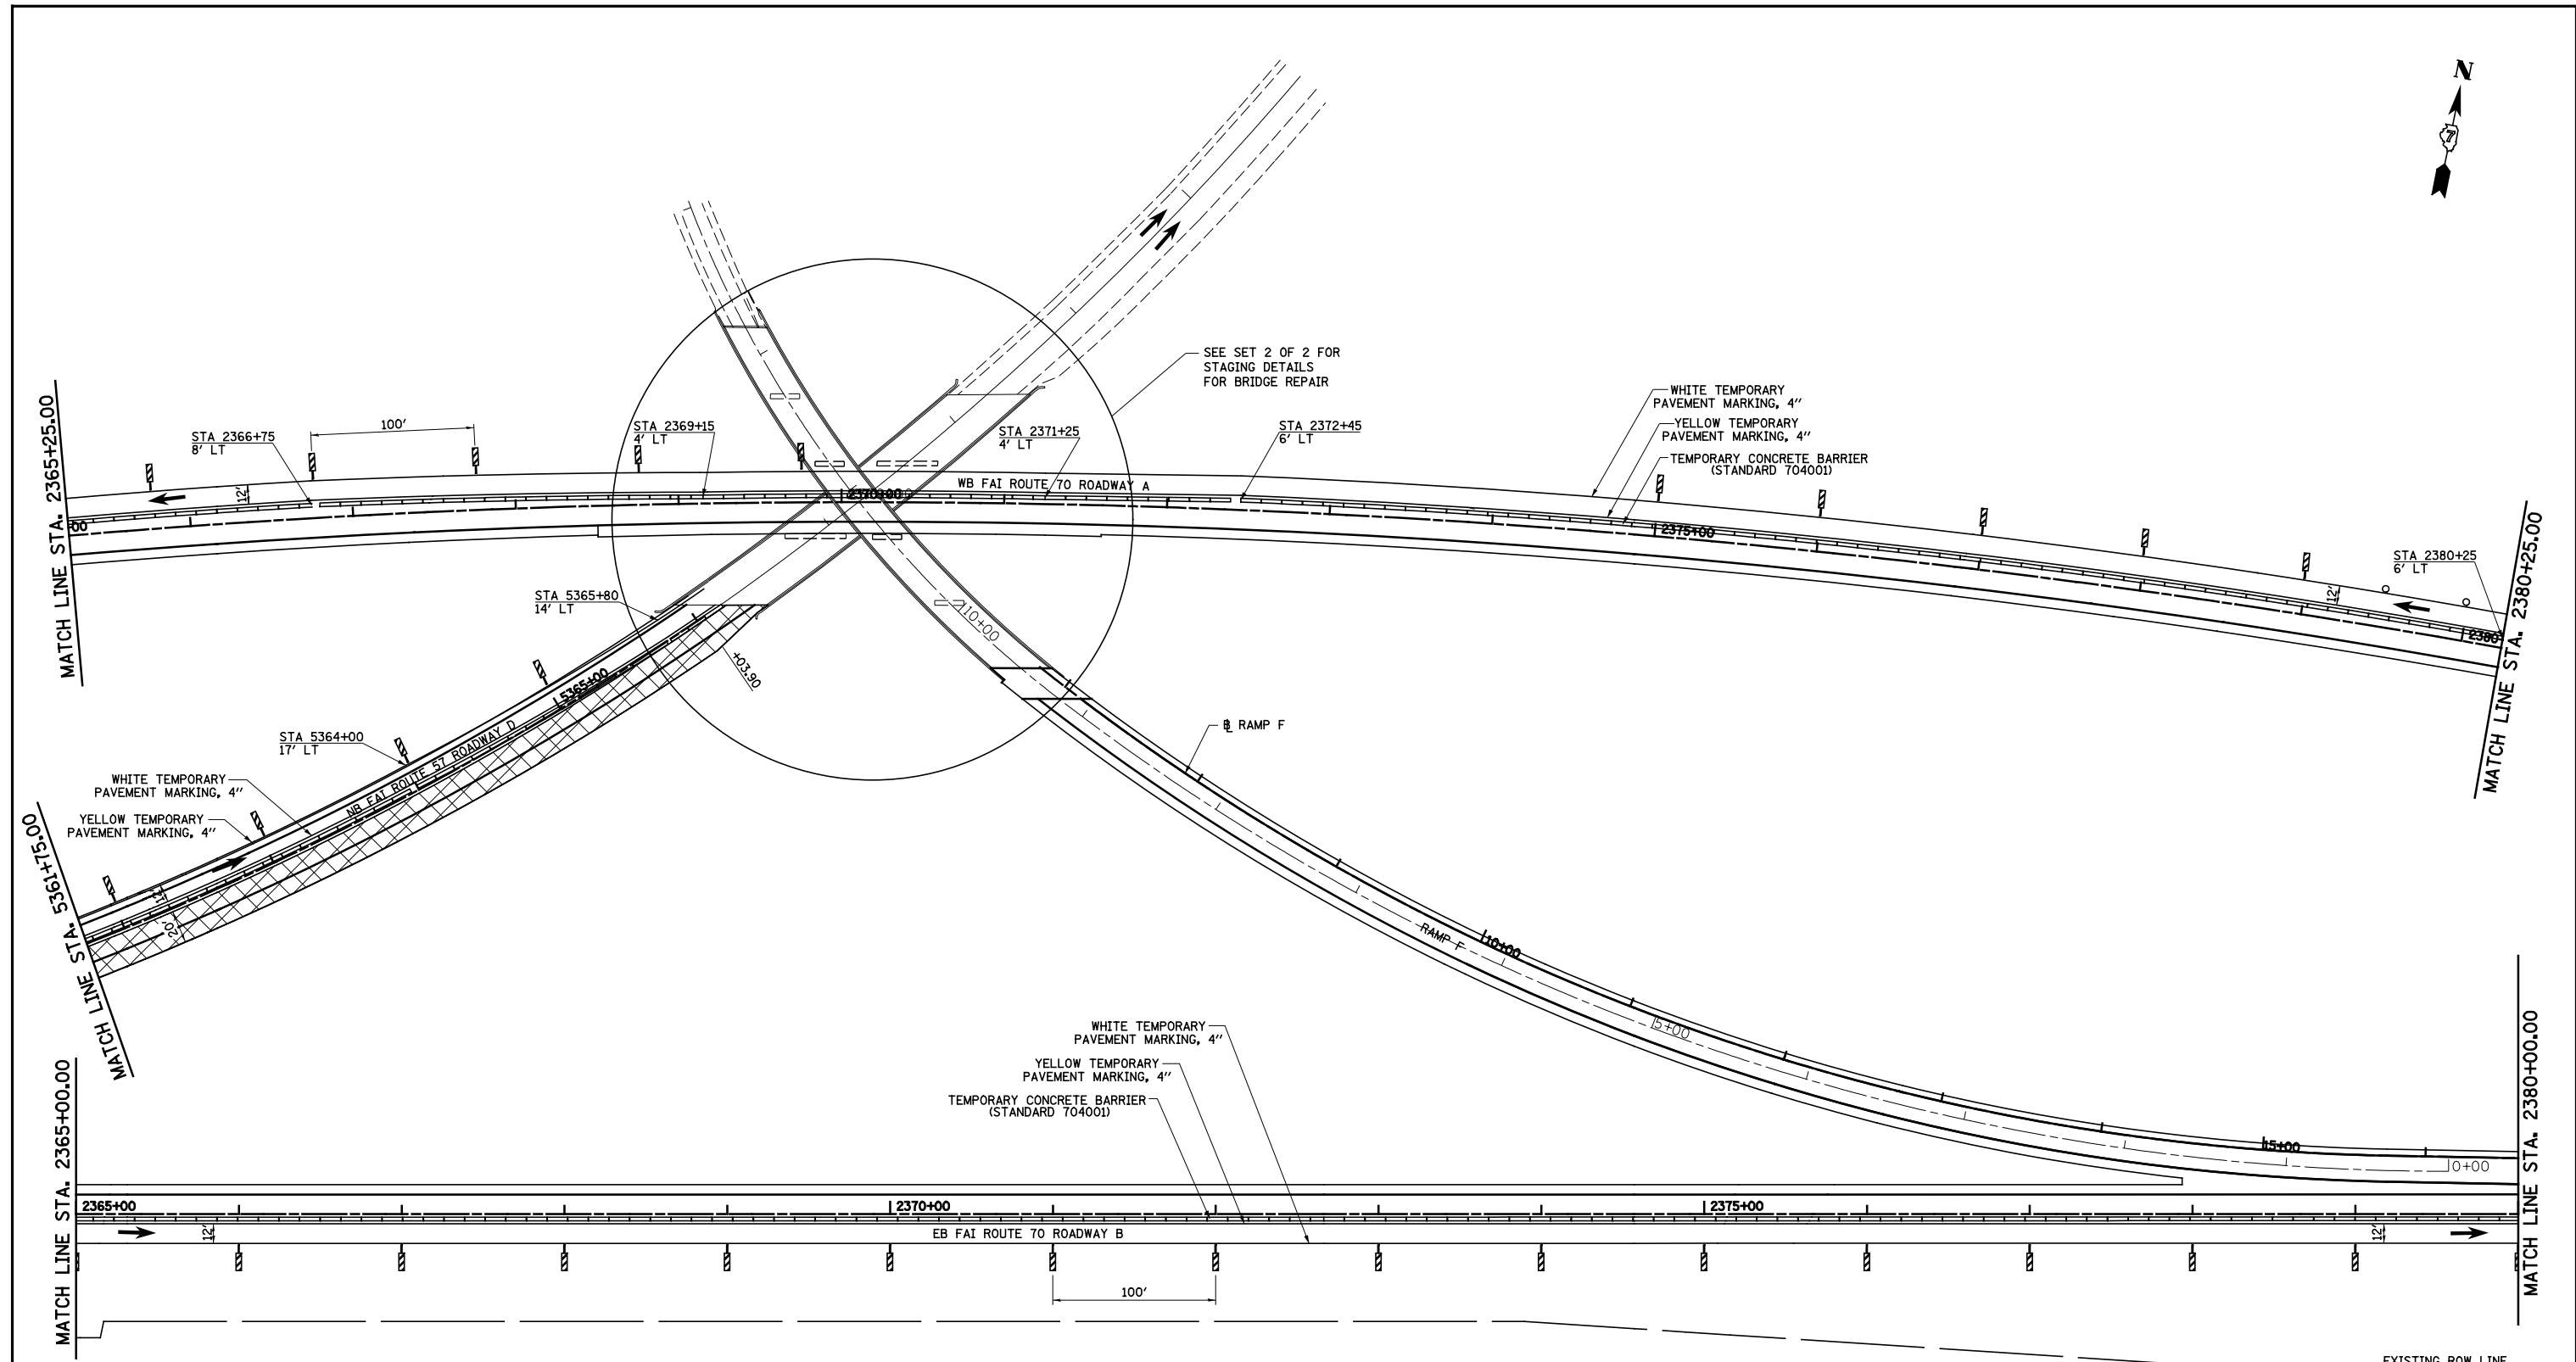 N
7
SEE SET 2 OF 2 FOR
STAGING DETAILS
FOR BRIDGE REPAIR
MATCH LINE STA. 2365+25.00
100'
STA 2366+75
8' LT
12'
00
STA 2369+15
4' LT
STA 2371+25
4' LT
STA 2372+45
6' LT
WHITE TEMPORARY
PAVEMENT MARKING, 4"
YELLOW TEMPORARY
PAVEMENT MARKING, 4"
TEMPORARY CONCRETE BARRIER
(STANDARD 704001)
2370+00
WB FAI ROUTE 70 ROADWAY A
2375+00
STA 2380+25
6' LT
12'
2380
MATCH LINE STA. 2380+25.00
STA 5365+80
14' LT
110+00
+03.90
5365+00
STA 5364+00
17' LT
NB FAI ROUTE 57 ROADWAY D
WHITE TEMPORARY
PAVEMENT MARKING, 4"
YELLOW TEMPORARY
PAVEMENT MARKING, 4"
20'
MATCH LINE STA. 5361+75.00
℄ RAMP F
RAMP F
10+00
5+00
15+00
0+00
WHITE TEMPORARY
PAVEMENT MARKING, 4"
YELLOW TEMPORARY
PAVEMENT MARKING, 4"
TEMPORARY CONCRETE BARRIER
(STANDARD 704001)
MATCH LINE STA. 2365+00.00
2365+00
2370+00
2375+00
12'
EB FAI ROUTE 70 ROADWAY B
12'
100'
MATCH LINE STA. 2380+00.00
EXISTING ROW LINE